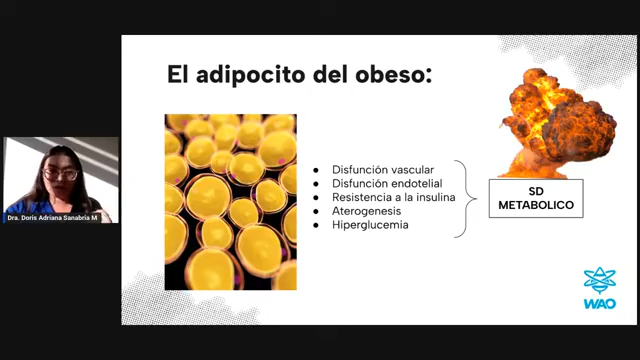 El adipocito del obeso:
Disfunción vascular
Disfunción endotelial
Resistencia a la insulina
Aterogenesis
Hiperglucemia
SD
METABOLICO
Dra. Doris Adriana Sanabria M
WAO